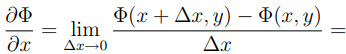 ∂Φ/∂x = lim_{Δx→0} (Φ(x + Δx, y) − Φ(x, y))/Δx =